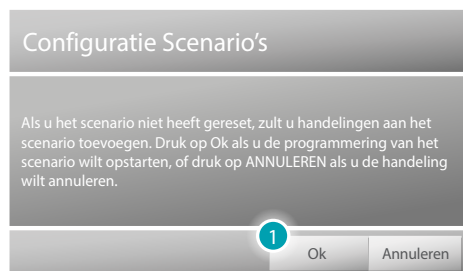 Configuratie Scenario's
Als u het scenario niet heeft gereset, zult u handelingen aan het
scenario toevoegen. Druk op Ok als u de programmering van het
scenario wilt opstarten, of druk op ANNULEREN als u de handeling
wilt annuleren.
1
Ok Annuleren